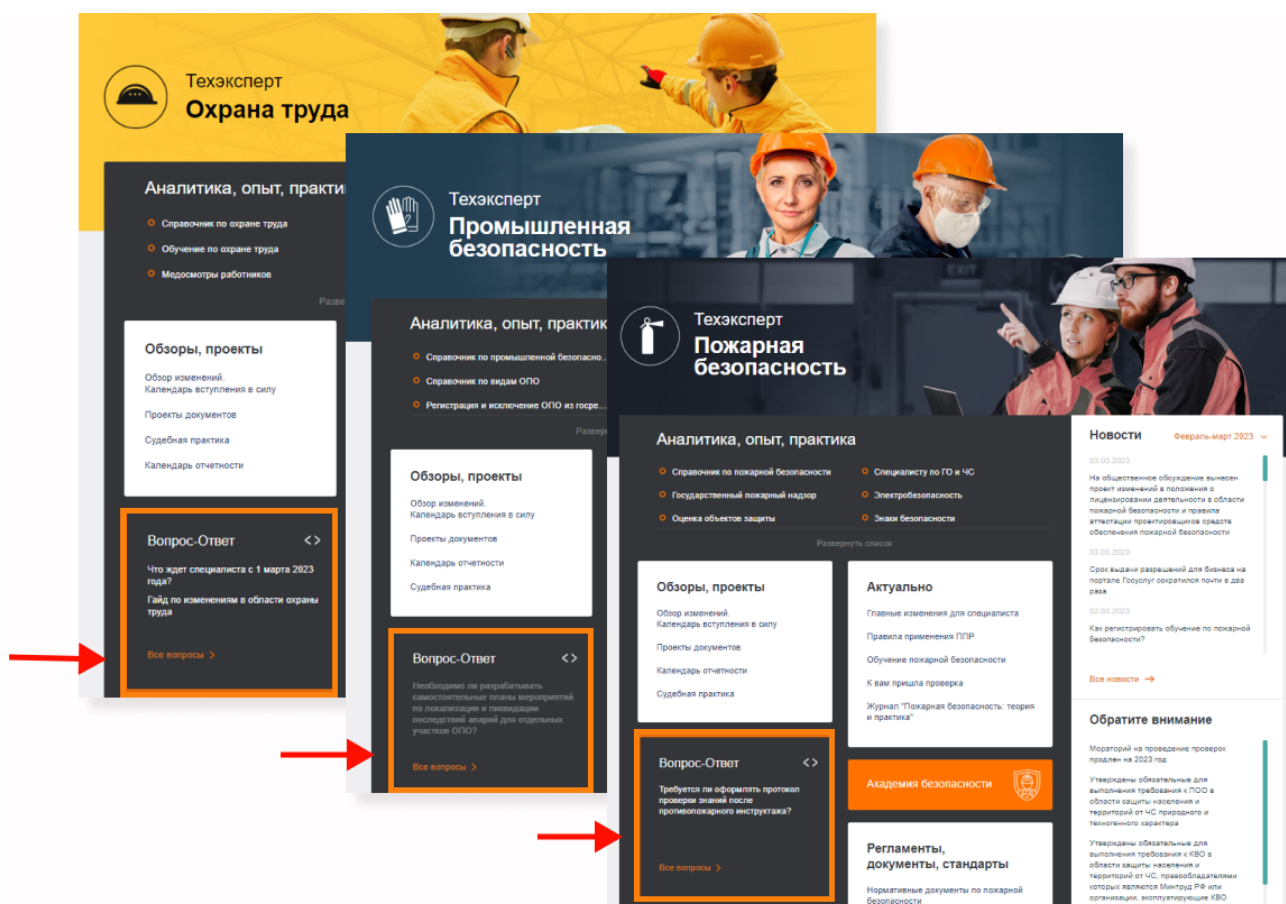 Техэксперт
Охрана труда
Аналитика, опыт, практи
Справочник по охране труда
Обучение по охране труда
Медосмотры работников
Разве
Обзоры, проекты
Обзор изменений.
Календарь вступления в силу
Проекты документов
Судебная практика
Календарь отчетности
Вопрос-Ответ <>
Что ждет специалиста с 1 марта 2023
года?
Гайд по изменениям в области охраны
труда
Все вопросы >
Техэксперт
Промышленная
безопасность
Аналитика, опыт, практик
Справочник по промышленной безопасно...
Справочник по видам ОПО
Регистрация и исключение ОПО из госре...
Разверн
Обзоры, проекты
Обзор изменений.
Календарь вступления в силу
Проекты документов
Календарь отчетности
Судебная практика
Вопрос-Ответ <>
Необходимо ли разрабатывать
самостоятельные планы мероприятий
по локализации и ликвидации
последствий аварий для отдельных
участков ОПО?
Все вопросы >
EXIT
Техэксперт
Пожарная
безопасность
Аналитика, опыт, практика
Справочник по пожарной безопасности
Государственный пожарный надзор
Оценка объектов защиты
Специалисту по ГО и ЧС
Электробезопасность
Знаки безопасности
Развернуть список
Обзоры, проекты
Обзор изменений.
Календарь вступления в силу
Проекты документов
Календарь отчетности
Судебная практика
Вопрос-Ответ <>
Требуется ли оформлять протокол
проверки знаний после
противопожарного инструктажа?
Все вопросы >
Актуально
Главные изменения для специалиста
Правила применения ППР
Обучение пожарной безопасности
К вам пришла проверка
Журнал "Пожарная безопасность: теория
и практика"
Академия безопасности
Регламенты,
документы, стандарты
Нормативные документы по пожарной
безопасности
Новости Февраль-март 2023
03.03.2023
На общественное обсуждение вынесен
проект изменений в положения о
лицензировании деятельности в области
пожарной безопасности и правила
аттестации проектировщиков средств
обеспечения пожарной безопасности
03.03.2023
Срок выдачи разрешений для бизнеса на
портале Госуслуг сократился почти в два
раза
02.03.2023
Как регистрировать обучение по пожарной
безопасности?
Все новости →
Обратите внимание
Мораторий на проведение проверок
продлен на 2023 год
Утверждены обязательные для
выполнения требования к ПОО в
области защиты населения и
территорий от ЧС природного и
техногенного характера
Утверждены обязательные для
выполнения требования к КВО в
области защиты населения и
территорий от ЧС, правообладателями
которых являются Минтруд РФ или
организации, эксплуатирующие КВО